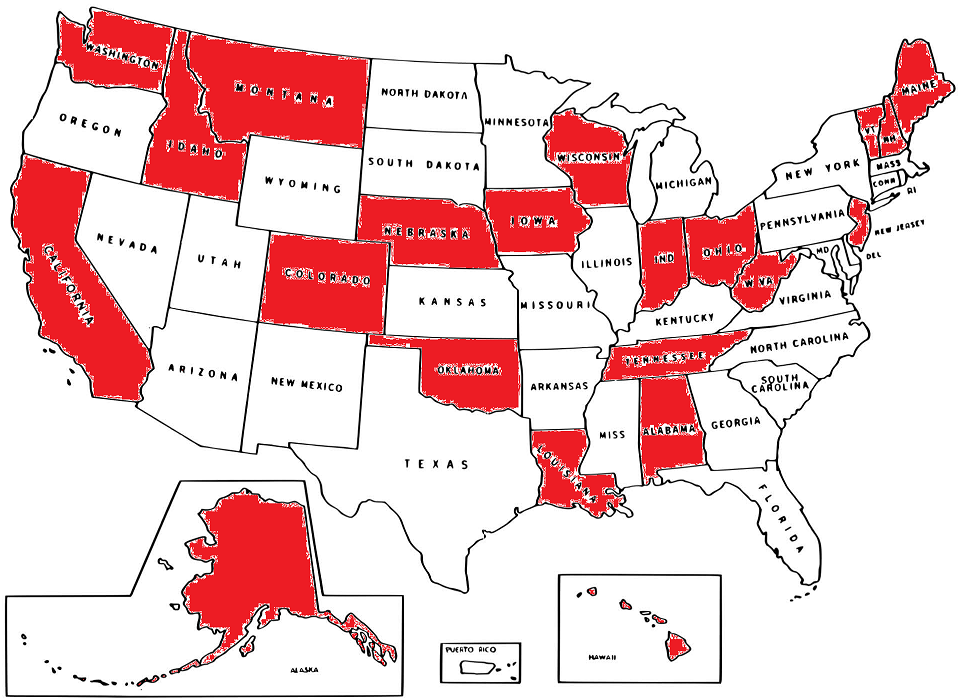 WASHINGTON
MONTANA
NORTH DAKOTA
MINNESOTA
MAINE
OREGON
IDAHO
WYOMING
SOUTH DAKOTA
WISCONSIN
MICHIGAN
NEW YORK
VT
NH
MASS
CONN
RI
NEVADA
UTAH
COLORADO
NEBRASKA
IOWA
ILLINOIS
IND
OHIO
PENNSYLVANIA
NEW JERSEY
MD
DEL
W VA
VIRGINIA
CALIFORNIA
KANSAS
MISSOURI
KENTUCKY
NORTH CAROLINA
ARIZONA
NEW MEXICO
OKLAHOMA
ARKANSAS
TENNESSEE
SOUTH
CAROLINA
TEXAS
LOUISIANA
MISS
ALABAMA
GEORGIA
FLORIDA
ALASKA
PUERTO RICO
HAWAII